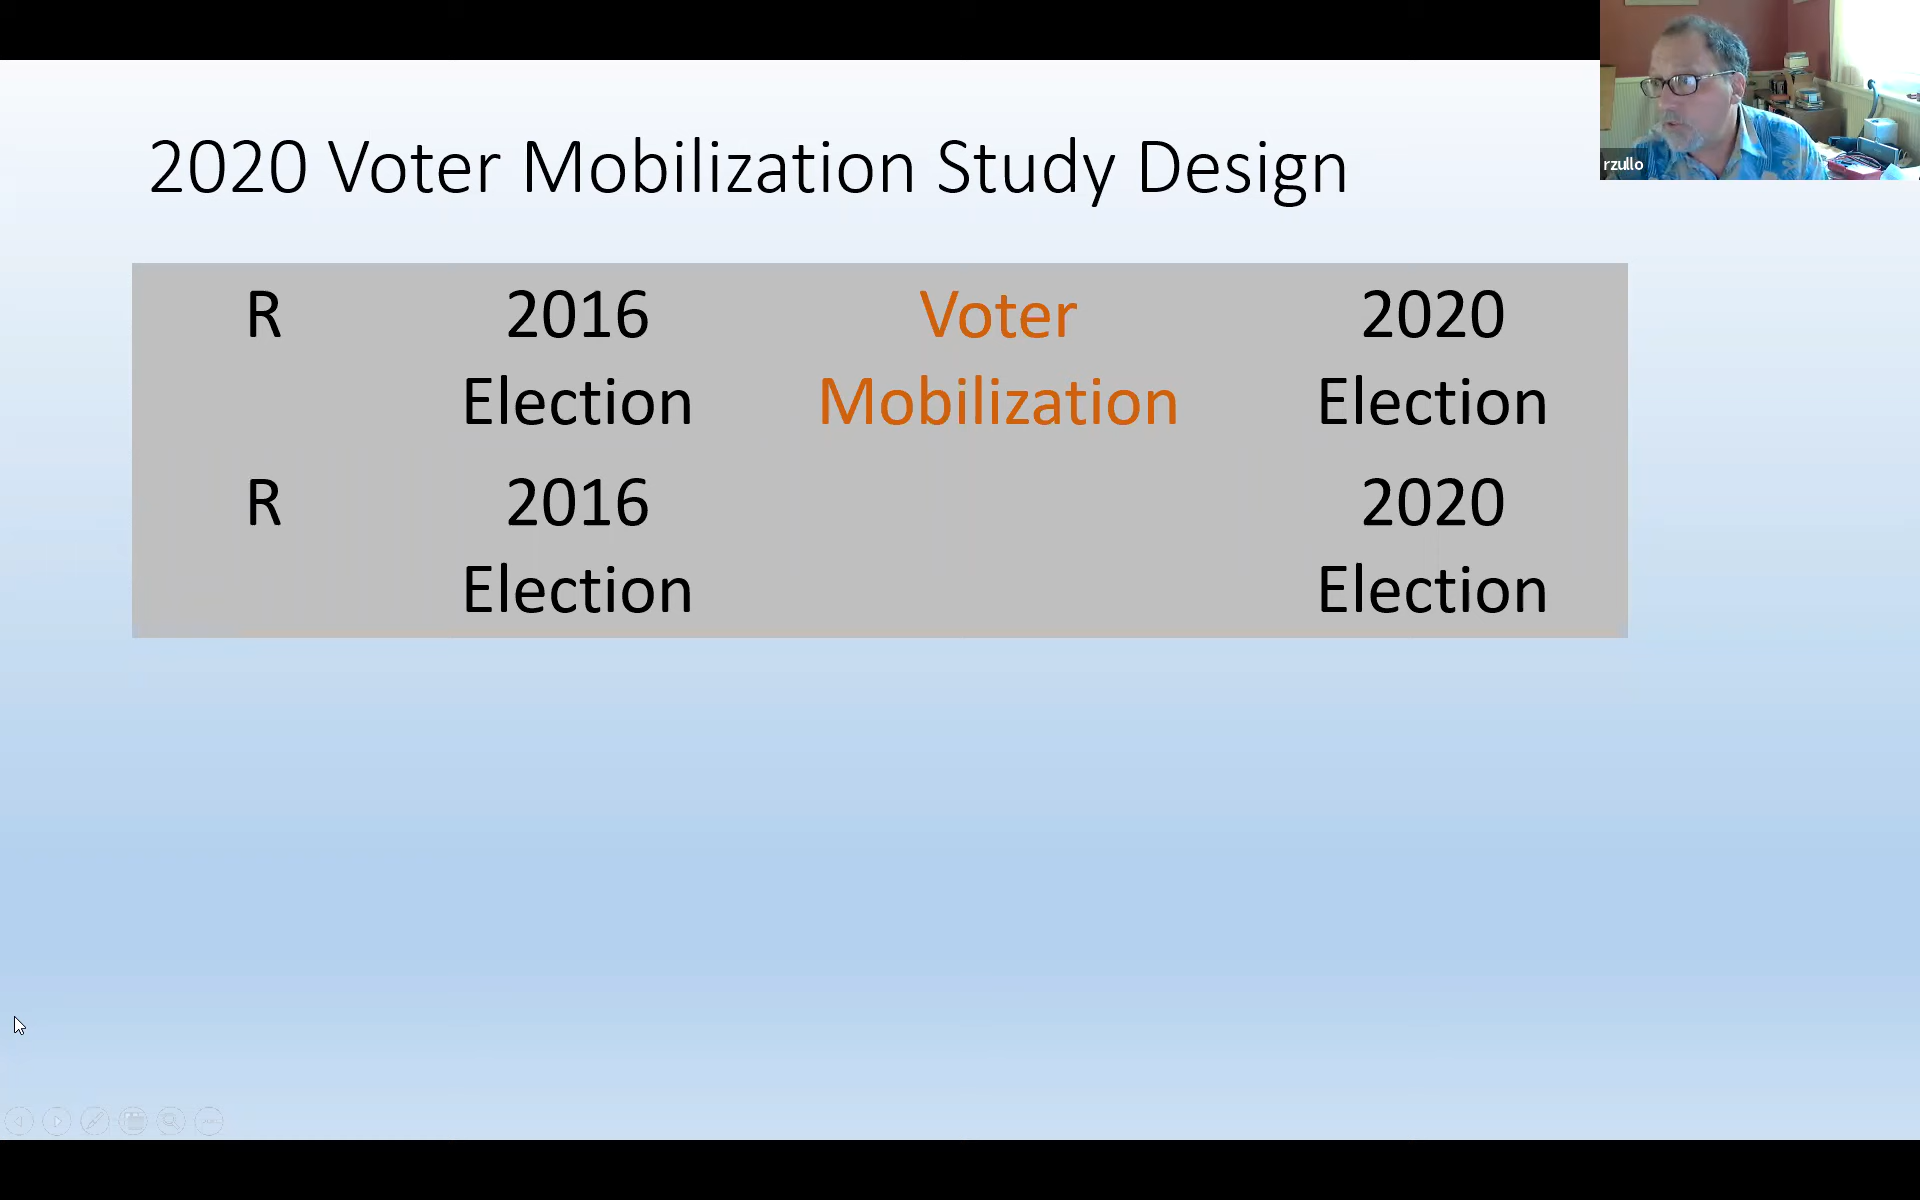 rzullo
2020 Voter Mobilization Study Design
R 2016 Voter 2020
Election Mobilization Election
R 2016 2020
Election Election